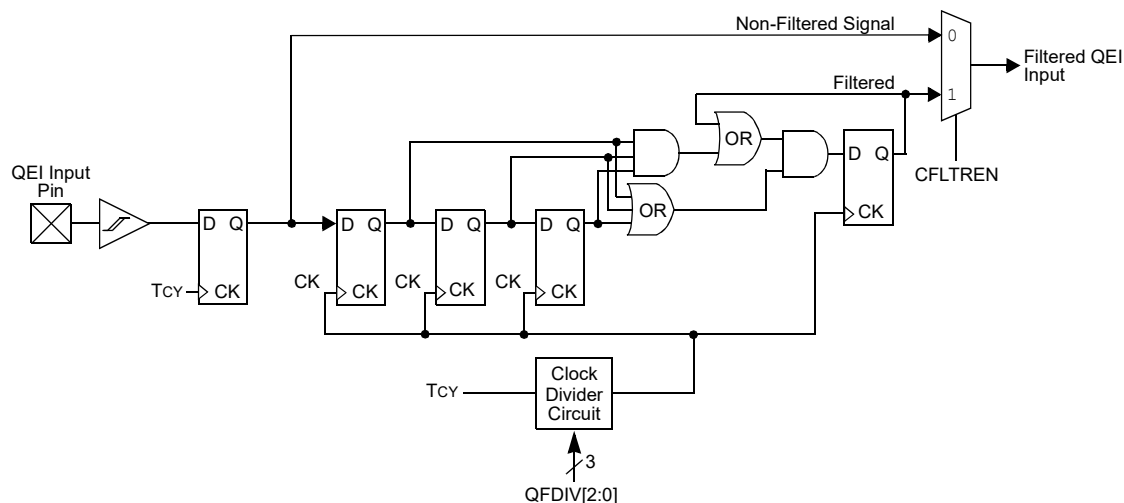 Non-Filtered Signal
0
Filtered QEI
Input
Filtered
1
OR
D Q
CFLTREN
QEI Input
Pin
OR
CK
D Q
D Q
D Q
D Q
TCY
CK
CK
CK
CK
CK
CK
CK
TCY
Clock
Divider
Circuit
3
QFDIV[2:0]